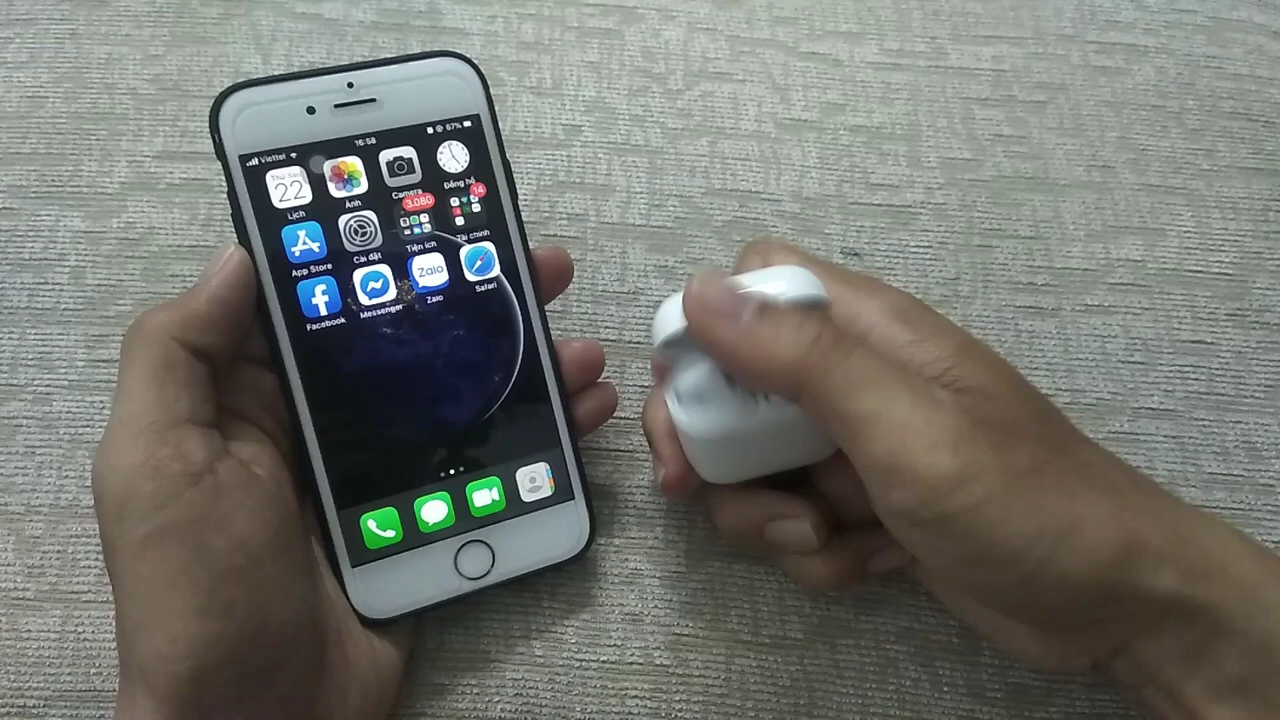 Viettel
16:58
67%
Thứ Sáu
22
Lịch
Ảnh
Camera
Đồng hồ
App Store
Cài đặt
3.080
Tiện ích
14
Tài chính
Facebook
Messenger
Zalo
Zalo
Safari